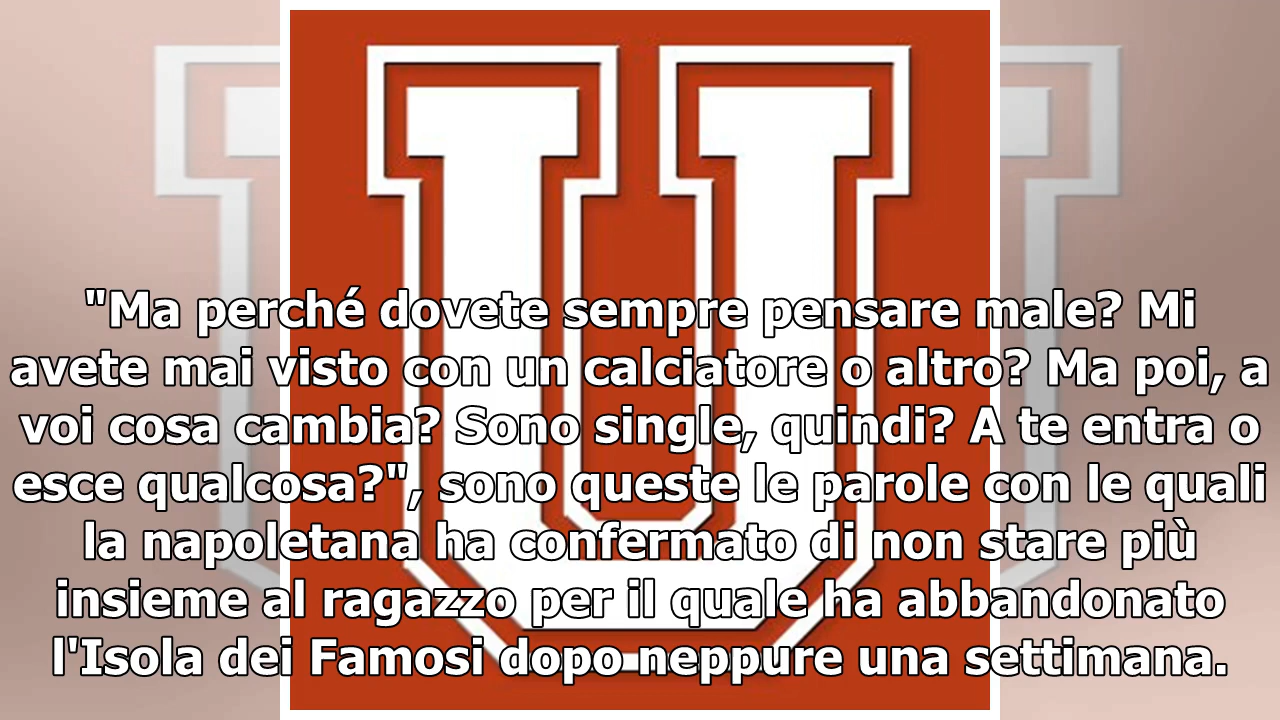 U
"Ma perché dovete sempre pensare male? Mi
avete mai visto con un calciatore o altro? Ma poi, a
voi cosa cambia? Sono single, quindi? A te entra o
esce qualcosa?", sono queste le parole con le quali
la napoletana ha confermato di non stare più
insieme al ragazzo per il quale ha abbandonato
l'Isola dei Famosi dopo neppure una settimana.